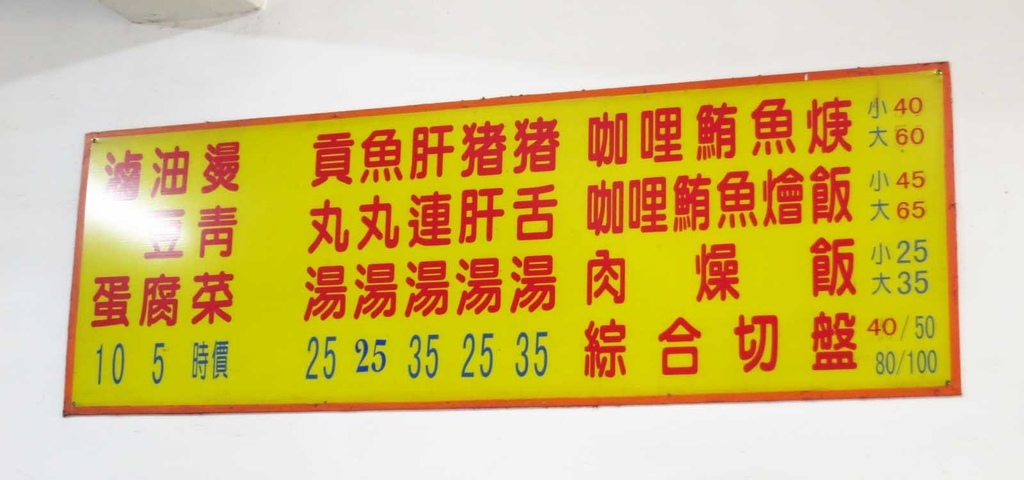 咖哩鮪魚焿 小40 大60
咖哩鮪魚燴飯 小45 大65
肉燥飯 小25 大35
綜合切盤 40/50 80/100
猪舌湯 35
猪肝湯 25
肝連湯 35
魚丸湯 25
貢丸湯 25
燙青菜 時價
油豆腐 5
滷蛋 10